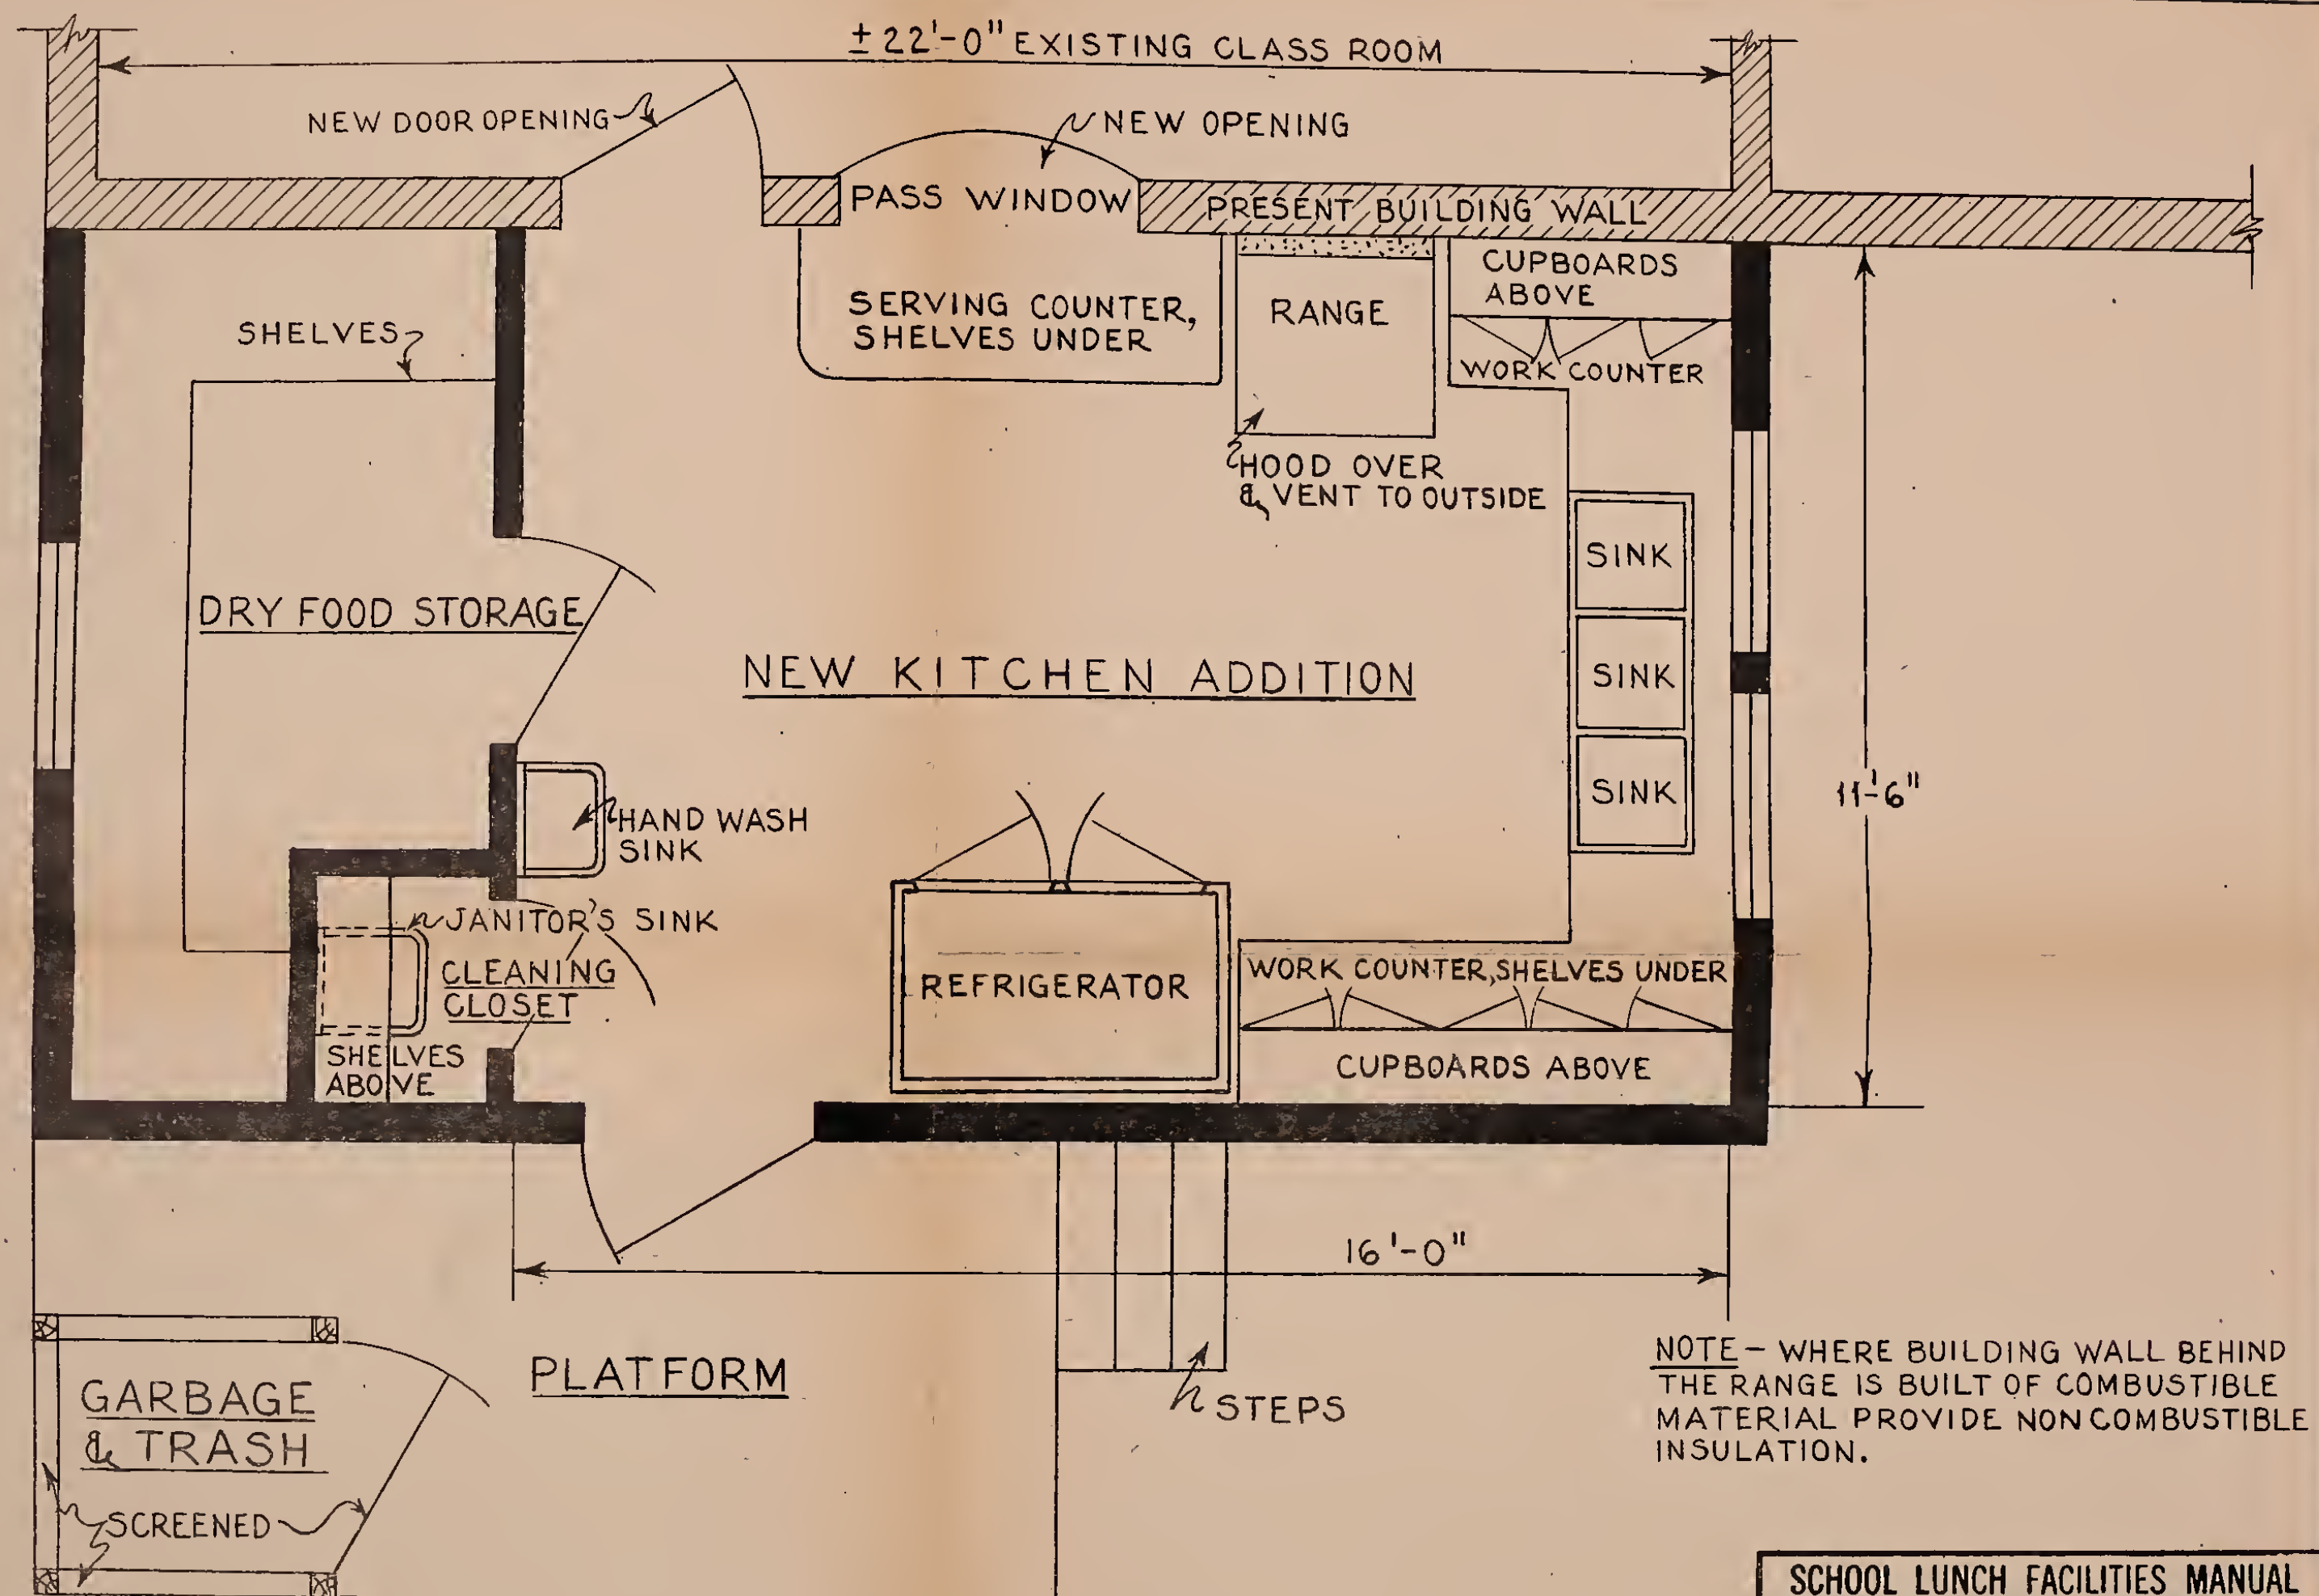 ±22'-0" EXISTING CLASS ROOM
NEW DOOR OPENING
NEW OPENING
PASS WINDOW
PRESENT BUILDING WALL
SERVING COUNTER,
SHELVES UNDER
RANGE
CUPBOARDS
ABOVE
WORK COUNTER
SHELVES
HOOD OVER
& VENT TO OUTSIDE
SINK
DRY FOOD STORAGE
NEW KITCHEN ADDITION
SINK
SINK
11'-6"
HAND WASH
SINK
JANITOR'S SINK
CLEANING
CLOSET
SHELVES
ABOVE
REFRIGERATOR
WORK COUNTER, SHELVES UNDER
CUPBOARDS ABOVE
16'-0"
PLATFORM
STEPS
GARBAGE
& TRASH
SCREENED
NOTE - WHERE BUILDING WALL BEHIND
THE RANGE IS BUILT OF COMBUSTIBLE
MATERIAL PROVIDE NONCOMBUSTIBLE
INSULATION.
SCHOOL LUNCH FACILITIES MANUAL